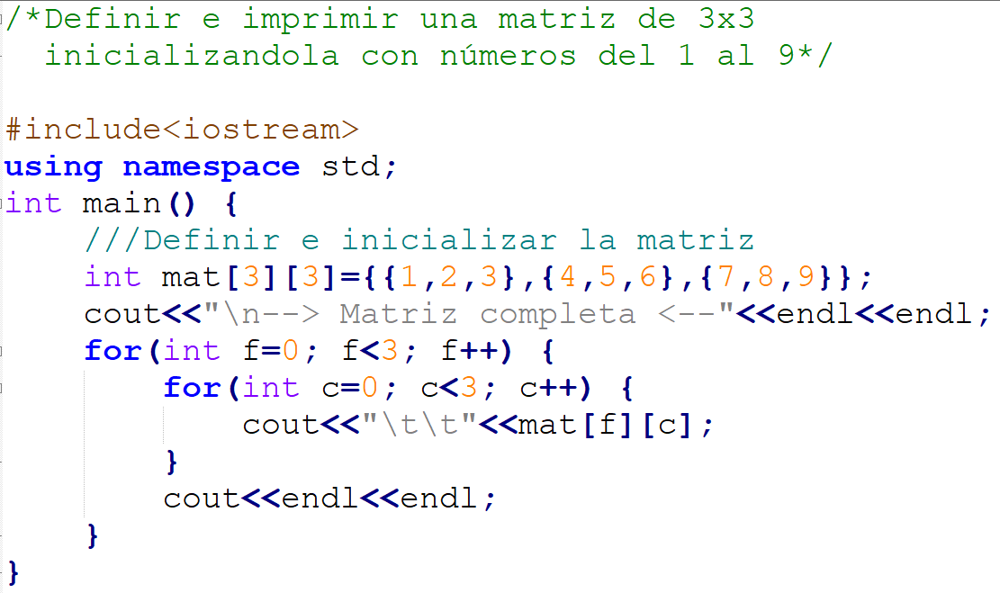 /*Definir e imprimir una matriz de 3x3
  inicializandola con números del 1 al 9*/

#include<iostream>
using namespace std;
int main() {
    ///Definir e inicializar la matriz
    int mat[3][3]={{1,2,3},{4,5,6},{7,8,9}};
    cout<<"\n--> Matriz completa <--"<<endl<<endl;
    for(int f=0; f<3; f++) {
        for(int c=0; c<3; c++) {
            cout<<"\t\t"<<mat[f][c];
        }
        cout<<endl<<endl;
    }
}